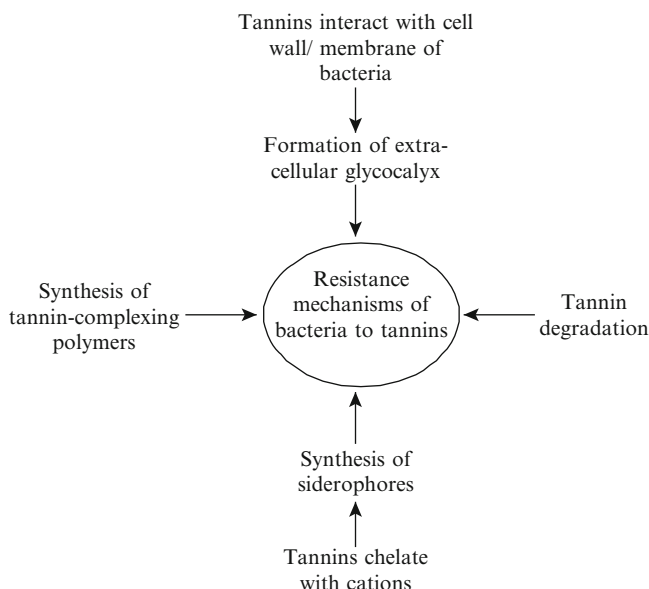 Tannins interact with cell
wall/ membrane of
bacteria
Formation of extra-
cellular glycocalyx
Resistance
mechanisms of
bacteria to tannins
Synthesis of
tannin-complexing
polymers
Tannin
degradation
Synthesis of
siderophores
Tannins chelate
with cations